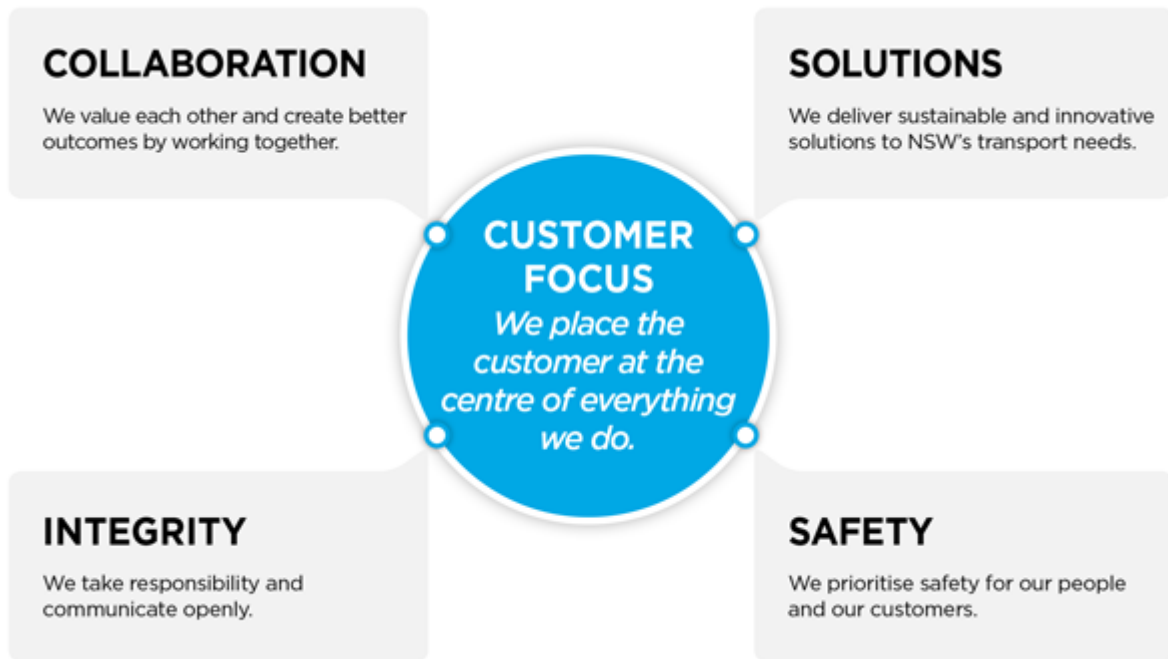 COLLABORATION
We value each other and create better
outcomes by working together.
SOLUTIONS
We deliver sustainable and innovative
solutions to NSW's transport needs.
CUSTOMER
FOCUS
We place the
customer at the
centre of everything
we do.
INTEGRITY
We take responsibility and
communicate openly.
SAFETY
We prioritise safety for our people
and our customers.